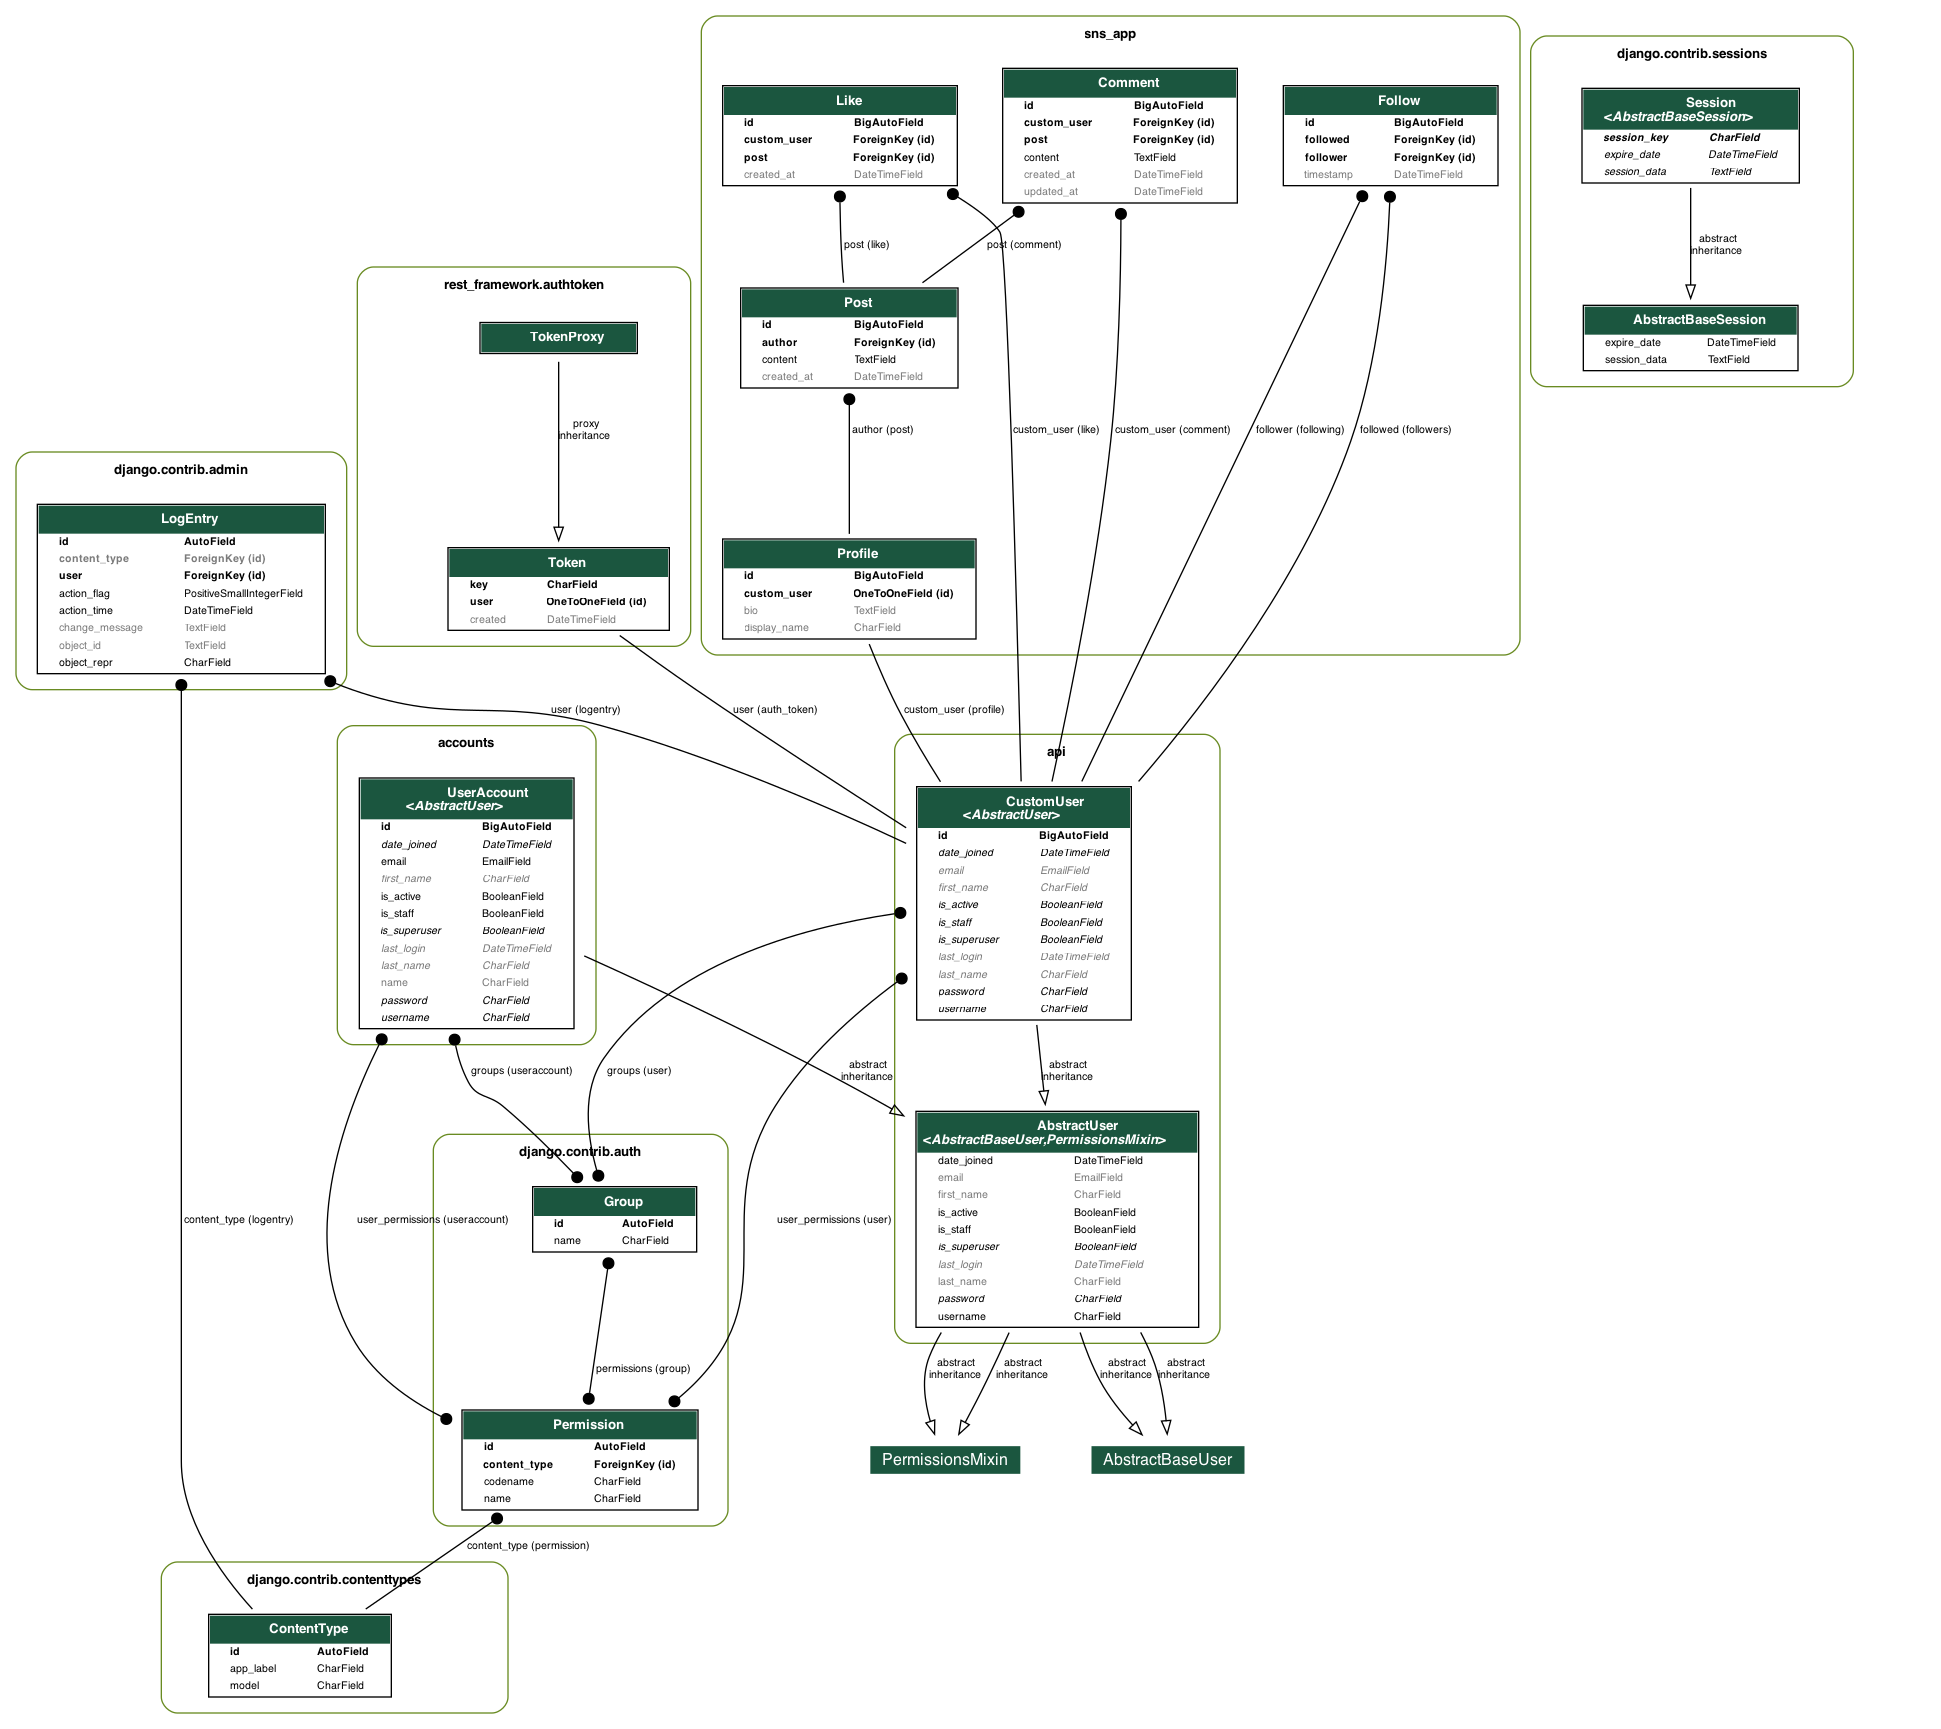 sns_app
Like
id BigAutoField
custom_user ForeignKey (id)
post ForeignKey (id)
created_at DateTimeField
Comment
id BigAutoField
custom_user ForeignKey (id)
post ForeignKey (id)
content TextField
created_at DateTimeField
updated_at DateTimeField
Follow
id BigAutoField
followed ForeignKey (id)
follower ForeignKey (id)
timestamp DateTimeField
post (like)
post (comment)
Post
id BigAutoField
author ForeignKey (id)
content TextField
created_at DateTimeField
author (post)
custom_user (like)
custom_user (comment)
follower (following)
followed (followers)
Profile
id BigAutoField
custom_user OneToOneField (id)
bio TextField
display_name CharField
django.contrib.sessions
Session
<AbstractBaseSession>
session_key CharField
expire_date DateTimeField
session_data TextField
abstract
inheritance
AbstractBaseSession
expire_date DateTimeField
session_data TextField
rest_framework.authtoken
TokenProxy
proxy
inheritance
Token
key CharField
user OneToOneField (id)
created DateTimeField
django.contrib.admin
LogEntry
id AutoField
content_type ForeignKey (id)
user ForeignKey (id)
action_flag PositiveSmallIntegerField
action_time DateTimeField
change_message TextField
object_id TextField
object_repr CharField
user (logentry)
user (auth_token)
custom_user (profile)
accounts
UserAccount
<AbstractUser>
id BigAutoField
date_joined DateTimeField
email EmailField
first_name CharField
is_active BooleanField
is_staff BooleanField
is_superuser BooleanField
last_login DateTimeField
last_name CharField
name CharField
password CharField
username CharField
api
CustomUser
<AbstractUser>
id BigAutoField
date_joined DateTimeField
email EmailField
first_name CharField
is_active BooleanField
is_staff BooleanField
is_superuser BooleanField
last_login DateTimeField
last_name CharField
password CharField
username CharField
groups (useraccount)
groups (user)
abstract
inheritance
abstract
inheritance
AbstractUser
<AbstractBaseUser,PermissionsMixin>
date_joined DateTimeField
email EmailField
first_name CharField
is_active BooleanField
is_staff BooleanField
is_superuser BooleanField
last_login DateTimeField
last_name CharField
password CharField
username CharField
django.contrib.auth
Group
id AutoField
name CharField
content_type (logentry)
user_permissions (useraccount)
user_permissions (user)
permissions (group)
abstract
inheritance
abstract
inheritance
abstract
inheritance
abstract
inheritance
Permission
id AutoField
content_type ForeignKey (id)
codename CharField
name CharField
PermissionsMixin
AbstractBaseUser
content_type (permission)
django.contrib.contenttypes
ContentType
id AutoField
app_label CharField
model CharField